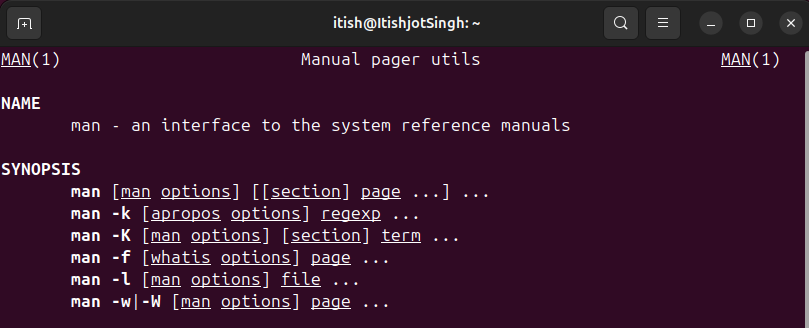 itish@ItishjotSingh: ~
MAN(1) Manual pager utils MAN(1)
NAME
man - an interface to the system reference manuals
SYNOPSIS
man [man options] [[section] page ...] ...
man -k [apropos options] regexp ...
man -K [man options] [section] term ...
man -f [whatis options] page ...
man -l [man options] file ...
man -w|-W [man options] page ...